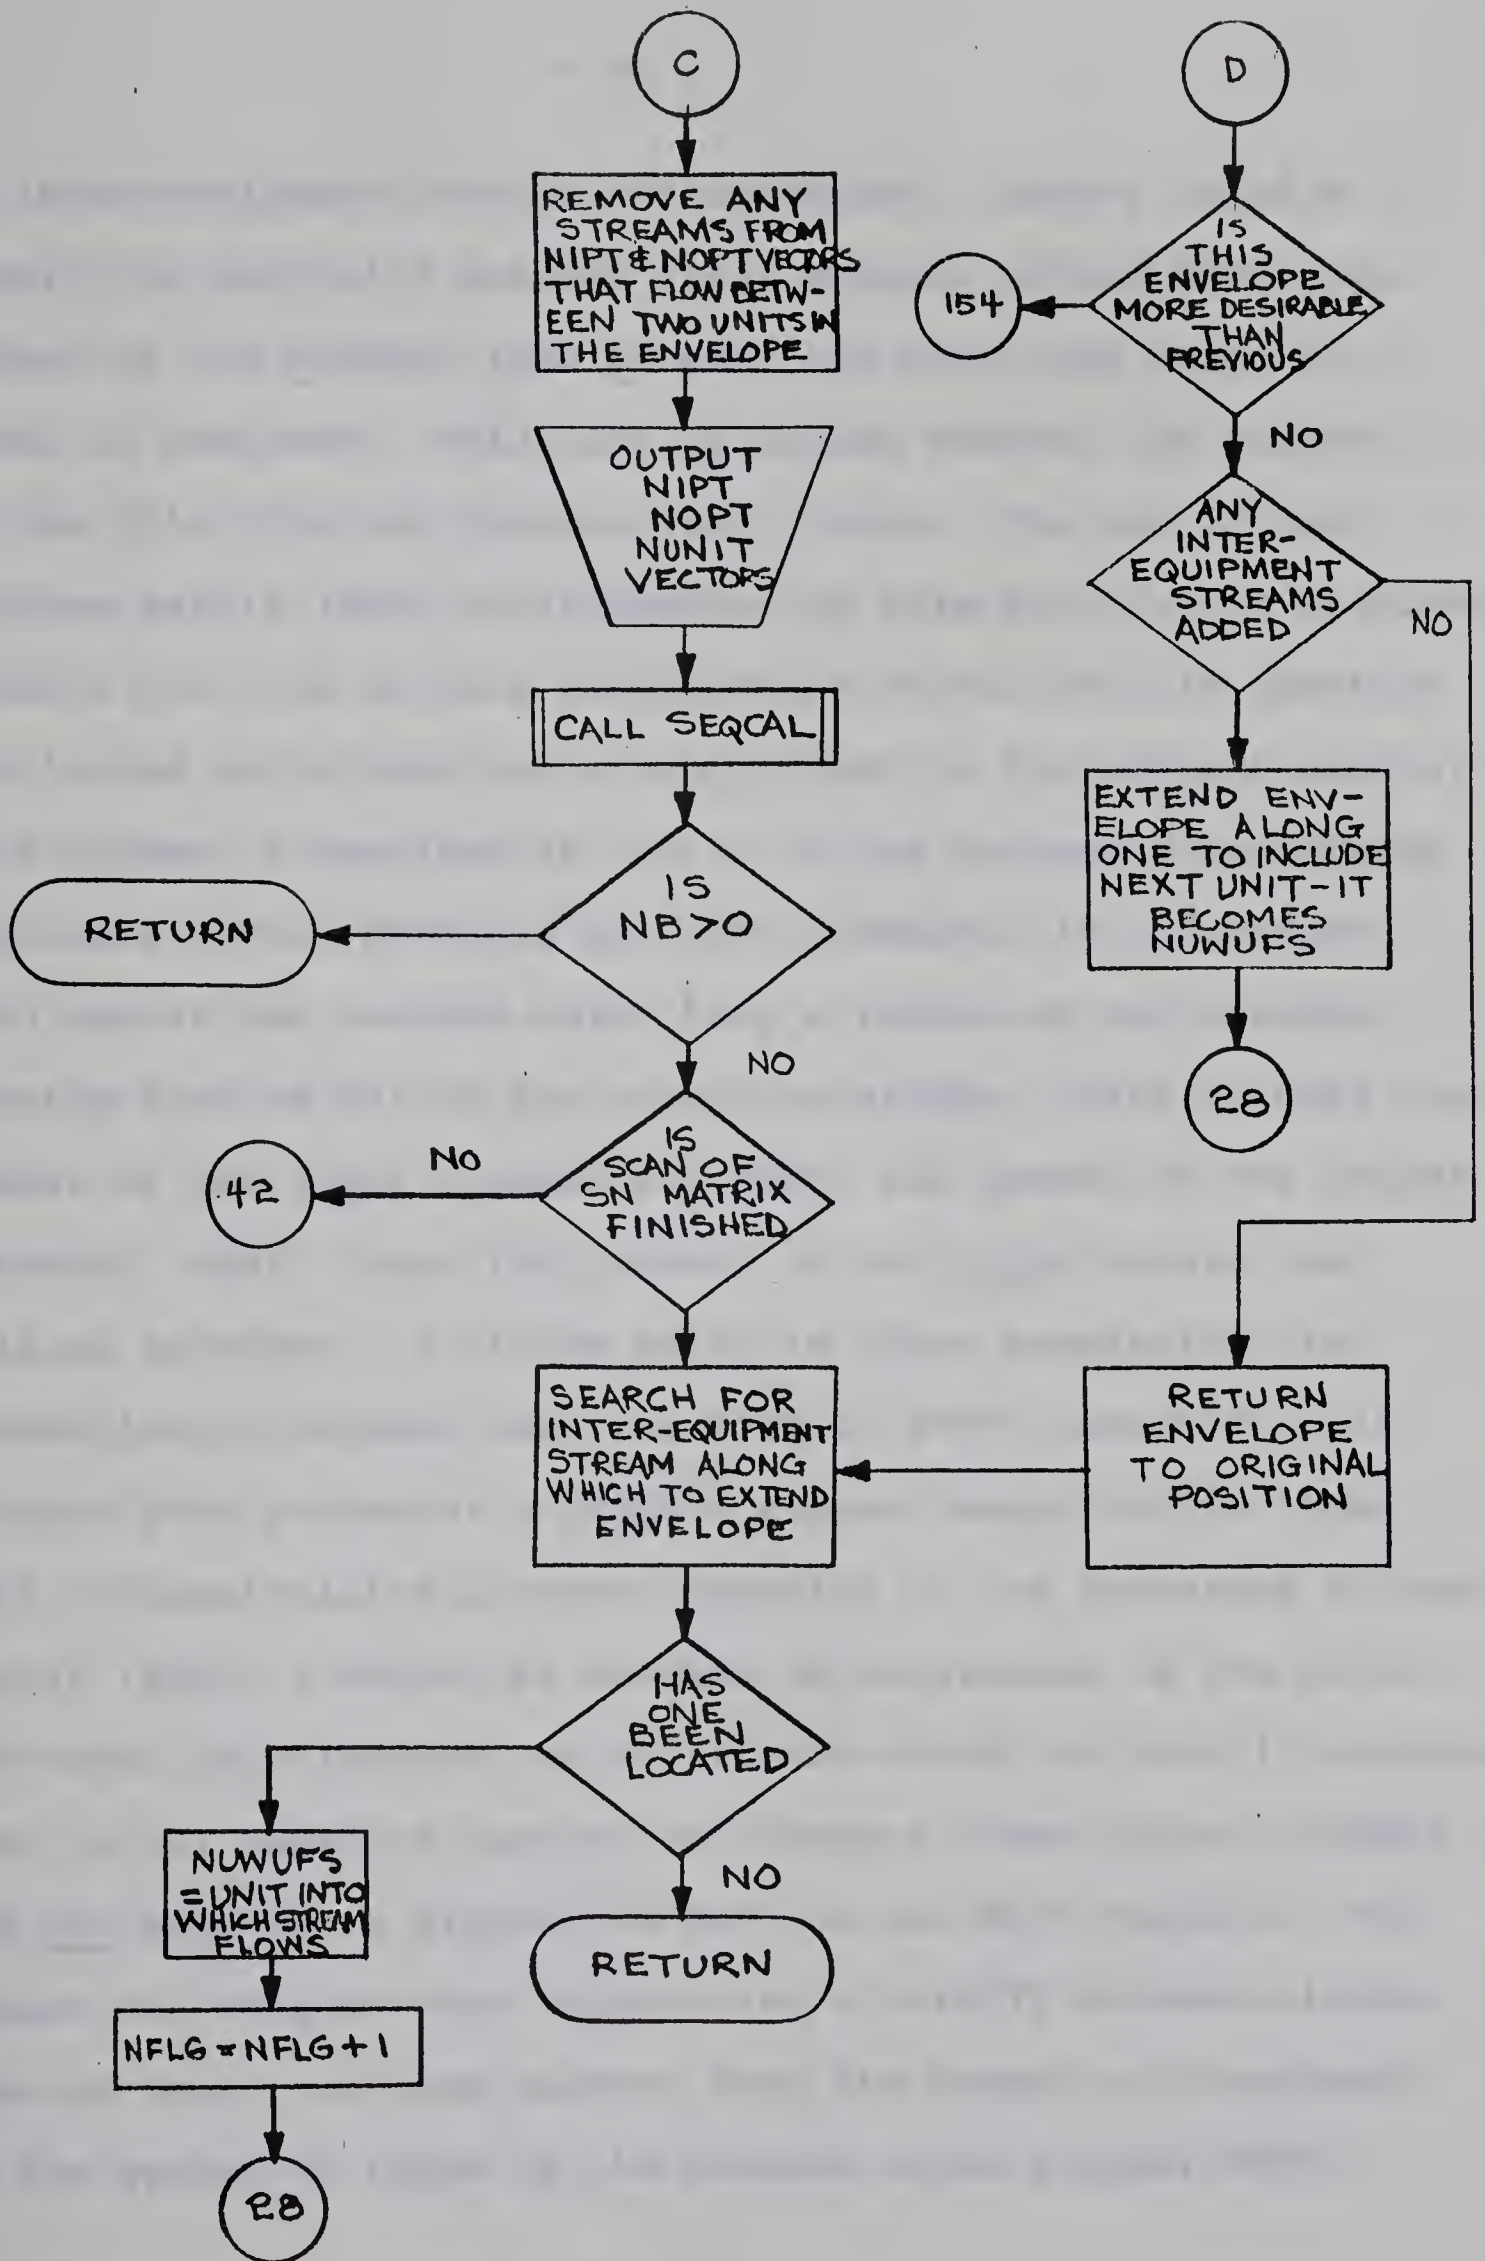 C
REMOVE ANY
STREAMS FROM
NIPT & NOPT VECTORS
THAT FLOW BETW-
EEN TWO UNITS IN
THE ENVELOPE
OUTPUT
NIPT
NOPT
NUNIT
VECTORS
CALL SEQCAL
IS
NB > 0
RETURN
NO
IS
SCAN OF
SN MATRIX
FINISHED
NO
42
SEARCH FOR
INTER-EQUIPMENT
STREAM ALONG
WHICH TO EXTEND
ENVELOPE
HAS
ONE
BEEN
LOCATED
NO
RETURN
NUWUFS
= UNIT INTO
WHICH STREAM
FLOWS
NFLG = NFLG + 1
28
D
IS
THIS
ENVELOPE
MORE DESIRABLE
THAN
PREVIOUS
154
NO
ANY
INTER-
EQUIPMENT
STREAMS
ADDED
NO
EXTEND ENV-
ELOPE ALONG
ONE TO INCLUDE
NEXT UNIT - IT
BECOMES
NUWUFS
28
RETURN
ENVELOPE
TO ORIGINAL
POSITION